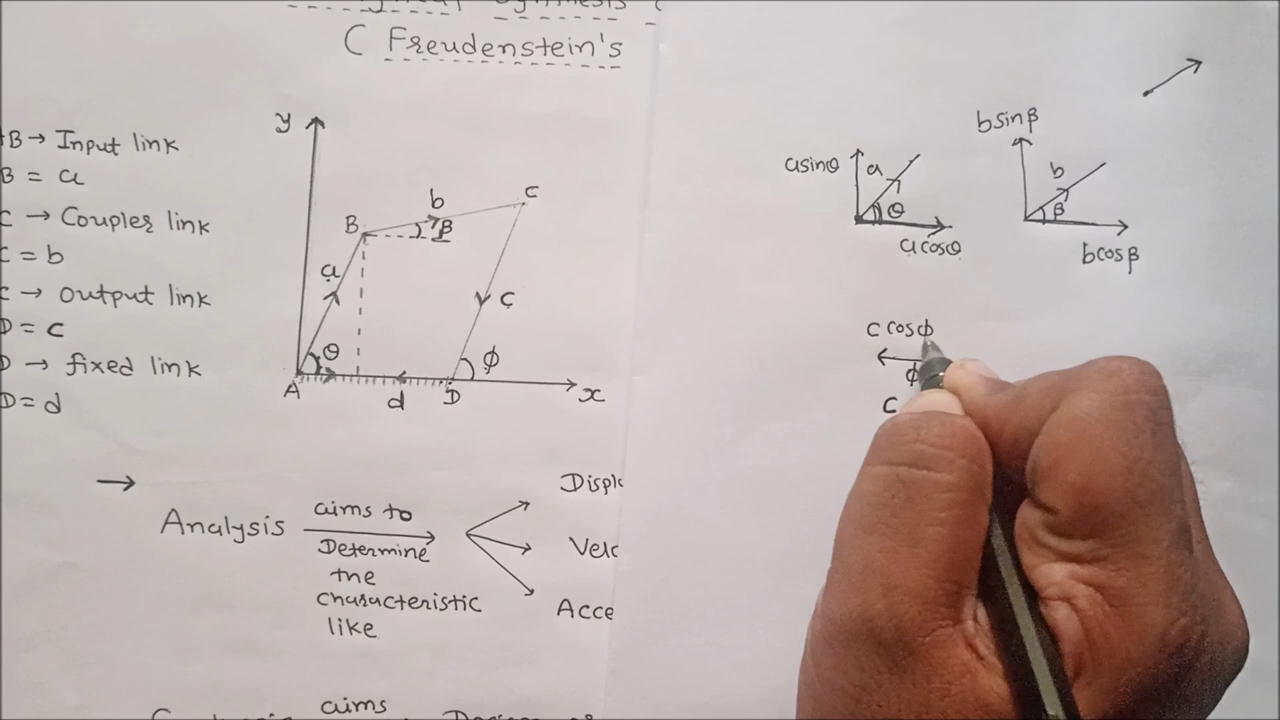 ( Freudenstein's
B → Input link
B = a
C → Coupler link
C = b
C → Output link
D = c
D → fixed link
D = d
y
B
b
C
β
a
c
θ
φ
A
d
D
x
→
Analysis
aims to
Determine
the
characteristic
like
Displ
Velc
Acce
aims
asinθ
a
θ
acosθ
bsinβ
b
β
bcosβ
c cosφ
φ
c